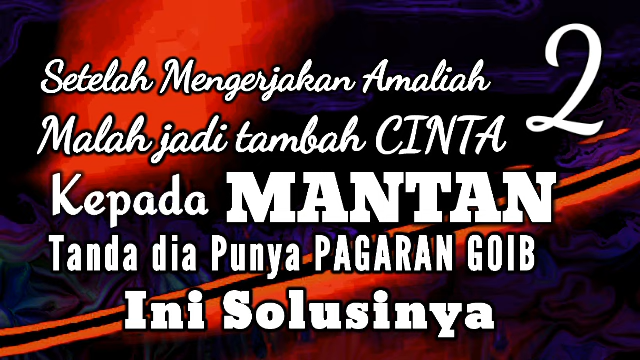 2
Setelah Mengerjakan Amaliah
Malah jadi tambah CINTA
Kepada MANTAN
Tanda dia Punya PAGARAN GOIB
Ini Solusinya